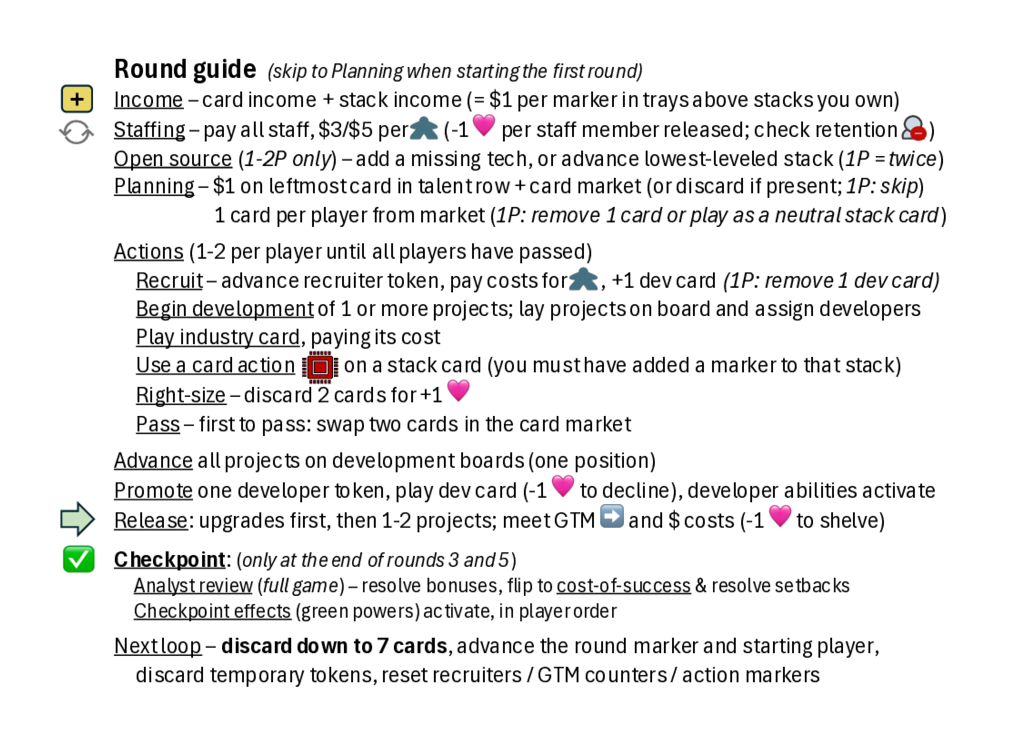 Round guide (skip to Planning when starting the first round)
Income – card income + stack income (= $1 per marker in trays above stacks you own)
Staffing – pay all staff, $3/$5 per (-1 per staff member released; check retention )
Open source (1-2P only) – add a missing tech, or advance lowest-leveled stack (1P = twice)
Planning – $1 on leftmost card in talent row + card market (or discard if present; 1P: skip)
1 card per player from market (1P: remove 1 card or play as a neutral stack card)
Actions (1-2 per player until all players have passed)
Recruit – advance recruiter token, pay costs for , +1 dev card (1P: remove 1 dev card)
Begin development of 1 or more projects; lay projects on board and assign developers
Play industry card, paying its cost
Use a card action on a stack card (you must have added a marker to that stack)
Right-size – discard 2 cards for +1
Pass – first to pass: swap two cards in the card market
Advance all projects on development boards (one position)
Promote one developer token, play dev card (-1 to decline), developer abilities activate
Release: upgrades first, then 1-2 projects; meet GTM and $ costs (-1 to shelve)
Checkpoint: (only at the end of rounds 3 and 5)
Analyst review (full game) – resolve bonuses, flip to cost-of-success & resolve setbacks
Checkpoint effects (green powers) activate, in player order
Next loop – discard down to 7 cards, advance the round marker and starting player,
discard temporary tokens, reset recruiters / GTM counters / action markers